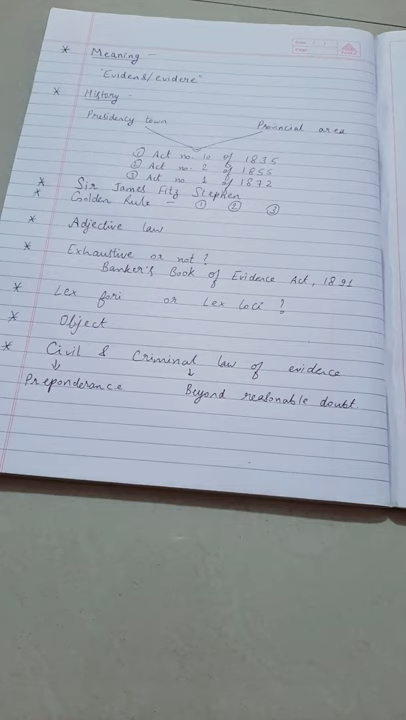 * Meaning -
"Evidens/evidere"
* History -
Presidency town Provincial area
① Act no. 10 of 1835
② Act no. 2 of 1855
③ Act no. 1 of 1872
* Sir James Fitz Stephen
* Golden Rule - ① ② ③
* Adjective law
* Exhaustive or not?
Banker's Book of Evidence Act, 1891
* Lex fori or Lex loci ?
* Object
* Civil & Criminal law of evidence
↓ ↓
Preponderance Beyond reasonable doubt.